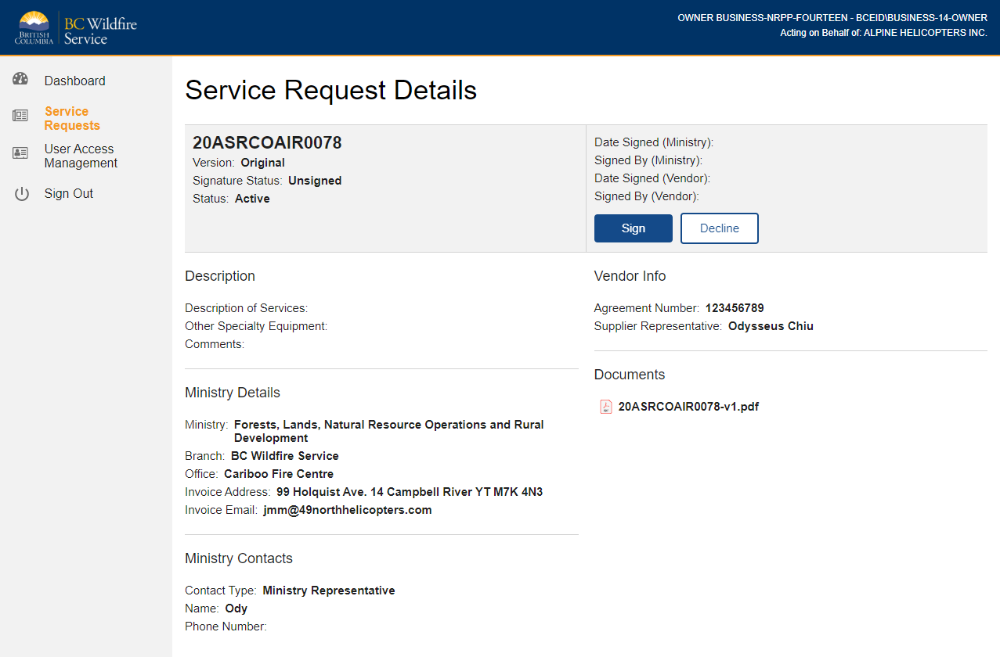 BRITISH
COLUMBIA
BC Wildfire
Service
OWNER BUSINESS-NRPP-FOURTEEN - BCEID\BUSINESS-14-OWNER
Acting on Behalf of: ALPINE HELICOPTERS INC.
Dashboard
Service
Requests
User Access
Management
Sign Out
Service Request Details
20ASRCOAIR0078
Version: Original
Signature Status: Unsigned
Status: Active
Date Signed (Ministry):
Signed By (Ministry):
Date Signed (Vendor):
Signed By (Vendor):
Sign
Decline
Description
Description of Services:
Other Specialty Equipment:
Comments:
Ministry Details
Ministry: Forests, Lands, Natural Resource Operations and Rural
Development
Branch: BC Wildfire Service
Office: Cariboo Fire Centre
Invoice Address: 99 Holquist Ave. 14 Campbell River YT M7K 4N3
Invoice Email: jmm@49northhelicopters.com
Ministry Contacts
Contact Type: Ministry Representative
Name: Ody
Phone Number:
Vendor Info
Agreement Number: 123456789
Supplier Representative: Odysseus Chiu
Documents
PDF
20ASRCOAIR0078-v1.pdf